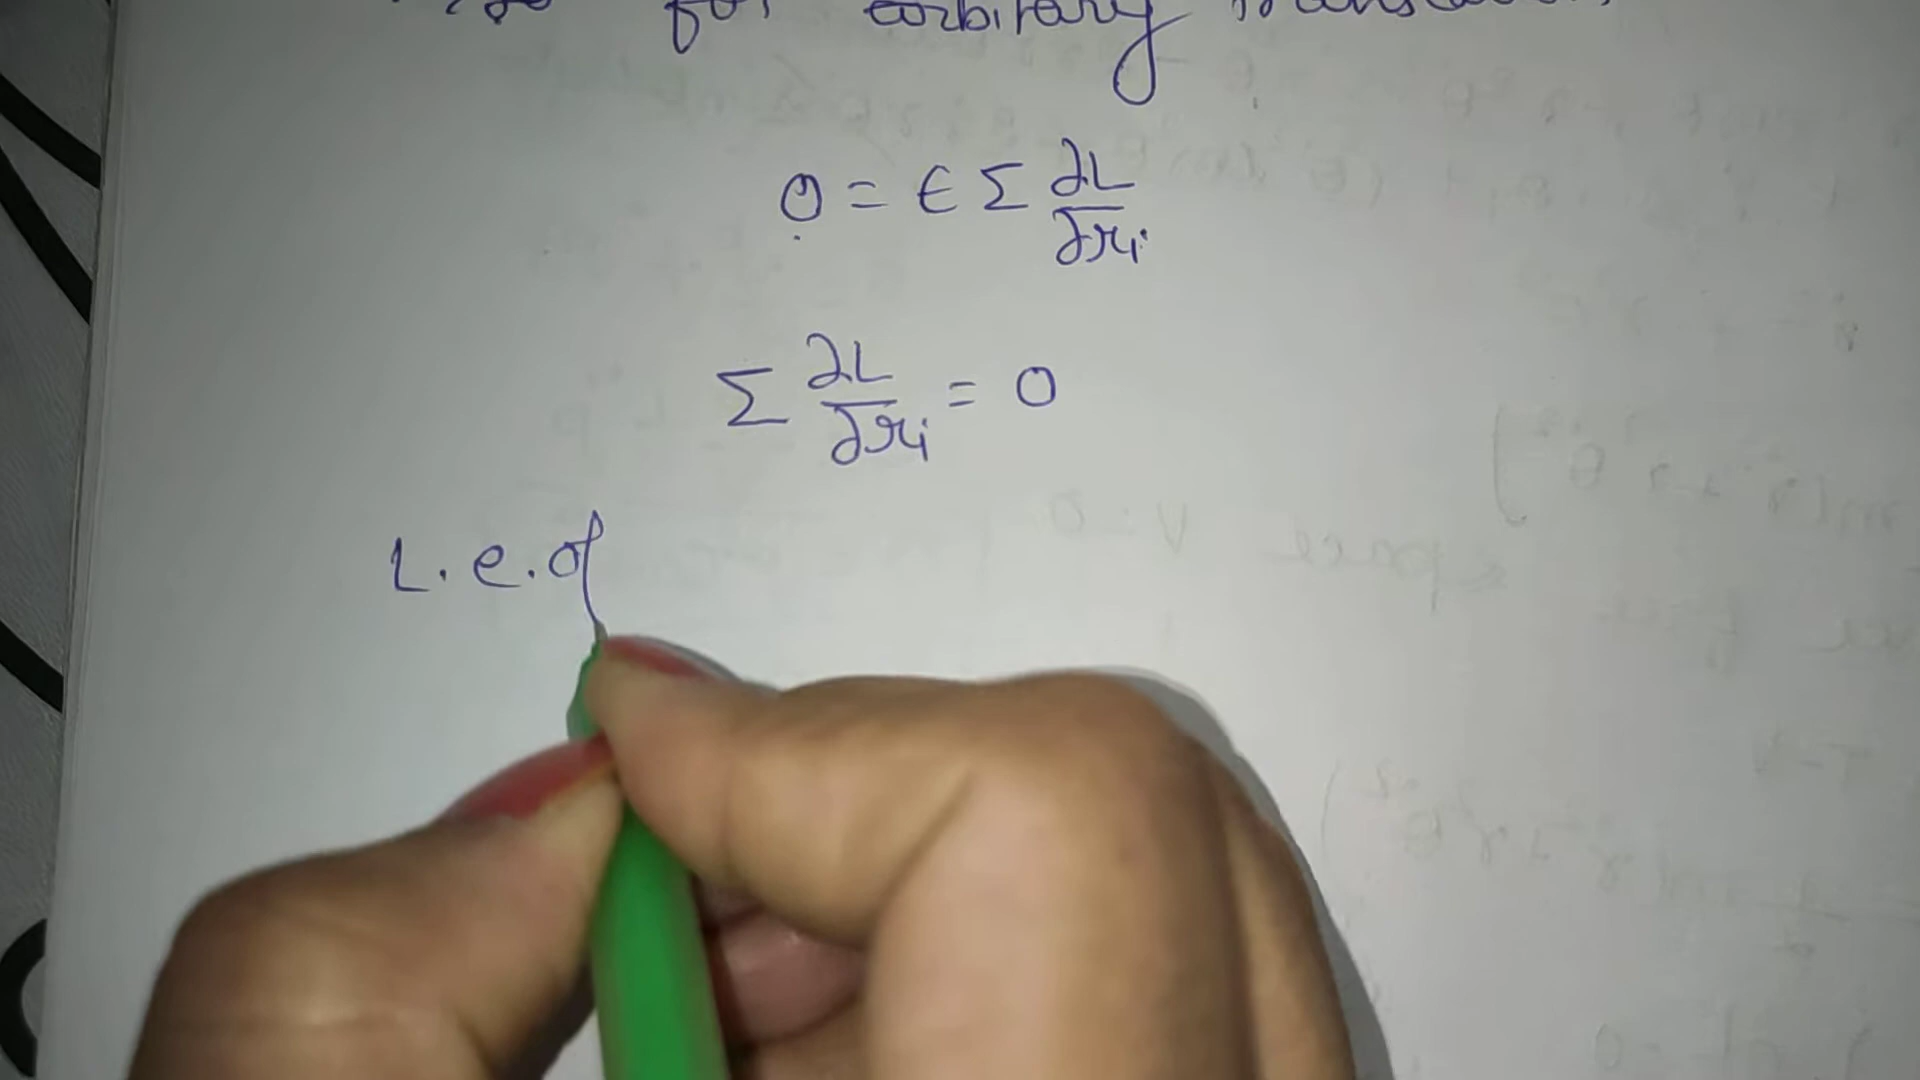 for arbitrary
0 = ϵ Σ ∂L/∂ri
Σ ∂L/∂ri = 0
L.e.of